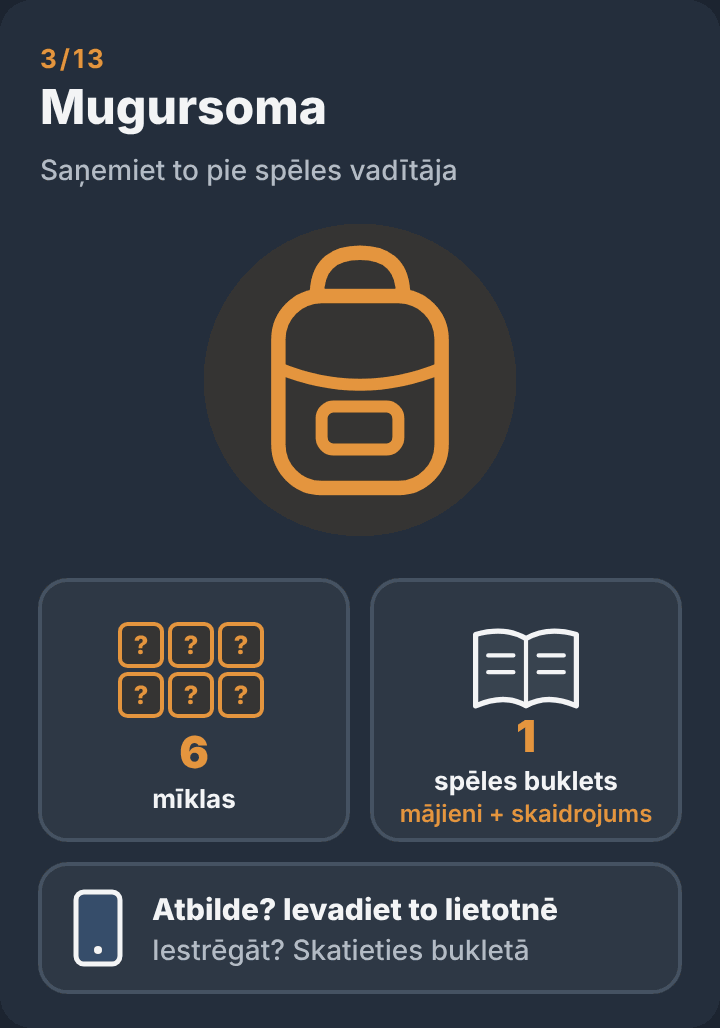 3/13
Mugursoma
Saņemiet to pie spēles vadītāja
? ? ?
? ? ?
6
mīklas
1
spēles buklets
mājieni + skaidrojums
Atbilde? Ievadiet to lietotnē
Iestrēgāt? Skatieties bukletā